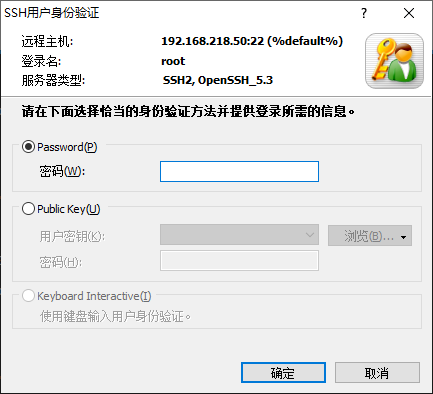 SSH用户身份验证
远程主机: 192.168.218.50:22 (%default%)
登录名: root
服务器类型: SSH2, OpenSSH_5.3
请在下面选择恰当的身份验证方法并提供登录所需的信息。
Password(P)
密码(W):
Public Key(U)
用户密钥(K): 浏览(B)...
密码(H):
Keyboard Interactive(I)
使用键盘输入用户身份验证。
确定 取消